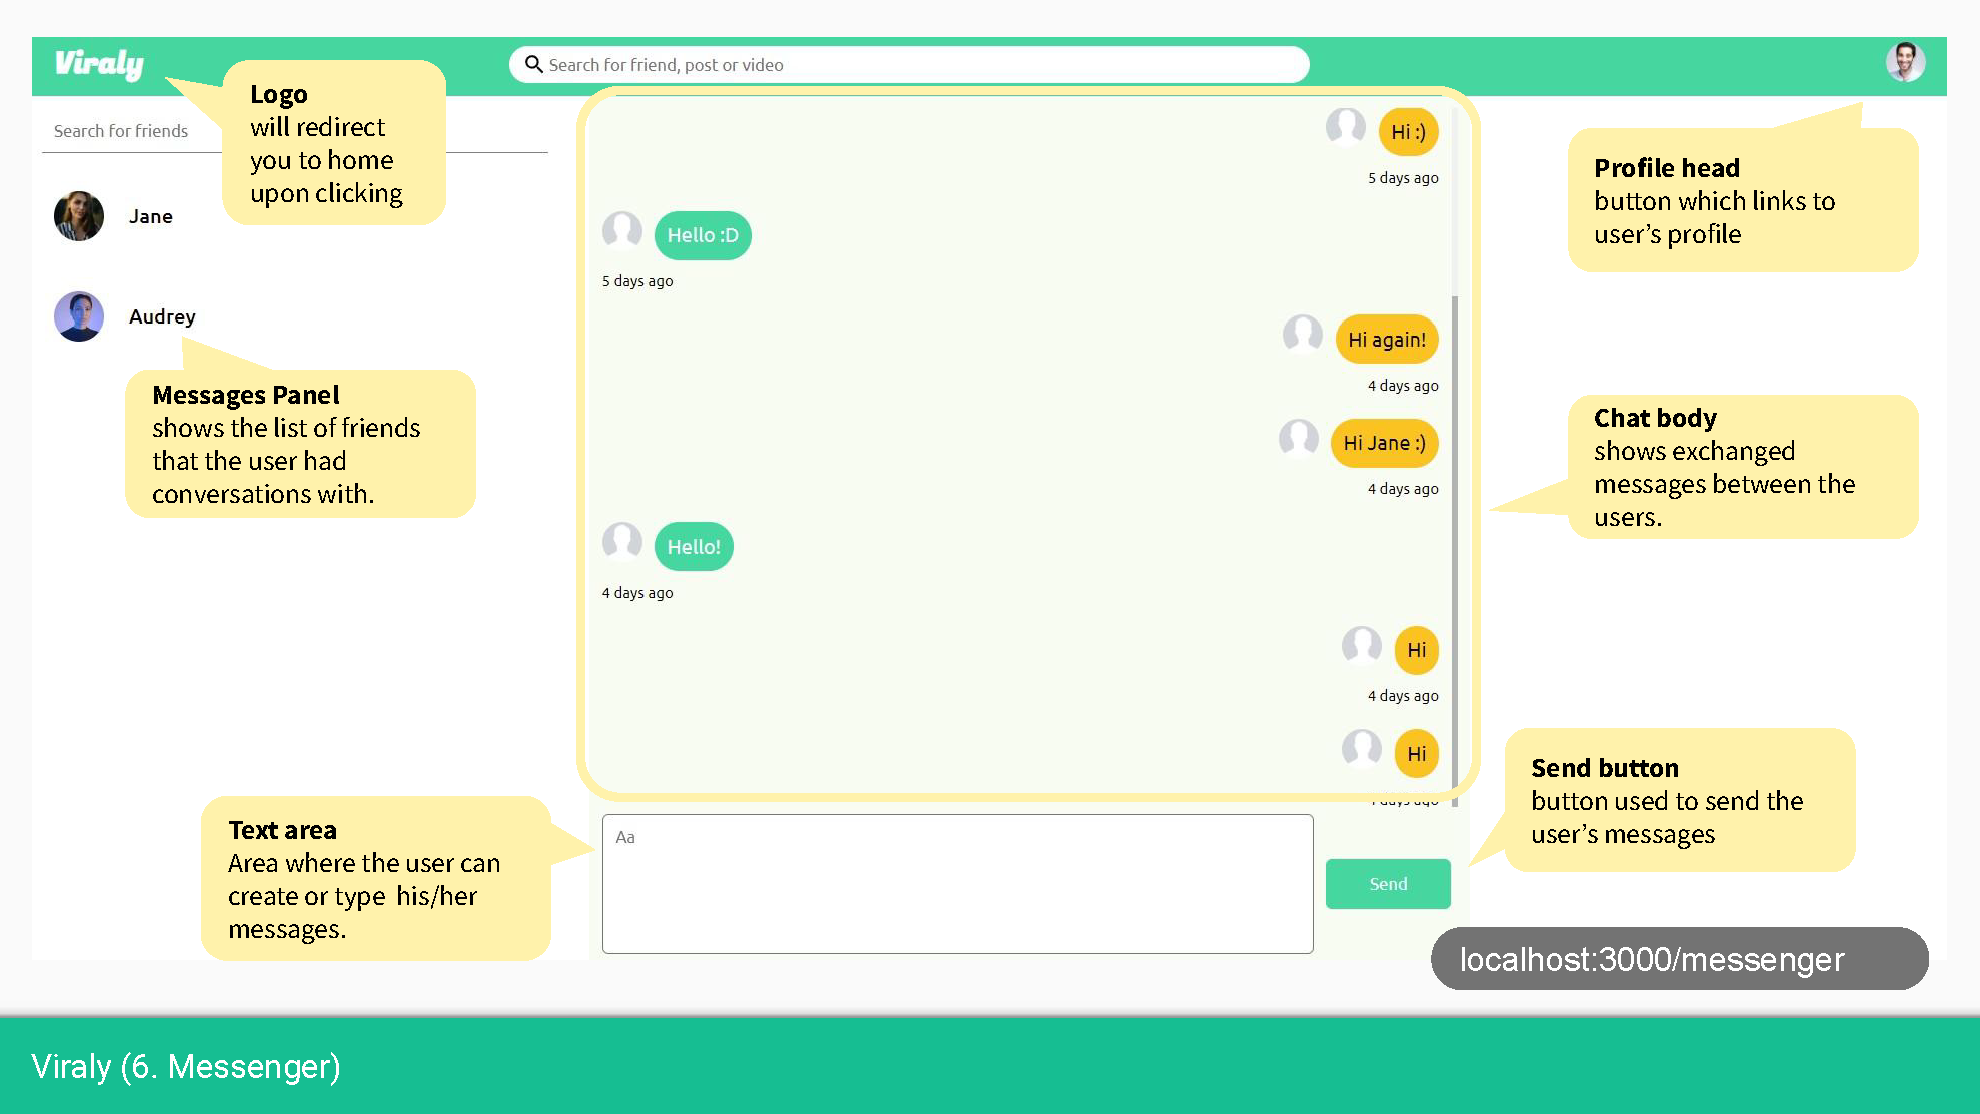 Viraly
Search for friend, post or video
Logo
will redirect
you to home
upon clicking
Search for friends
Jane
Audrey
Messages Panel
shows the list of friends
that the user had
conversations with.
Hi :)
5 days ago
Hello :D
5 days ago
Hi again!
4 days ago
Hi Jane :)
4 days ago
Hello!
4 days ago
Hi
4 days ago
Hi
days ago
Profile head
button which links to
user's profile
Chat body
shows exchanged
messages between the
users.
Text area
Area where the user can
create or type  his/her
messages.
Aa
Send
Send button
button used to send the
user's messages
localhost:3000/messenger
Viraly (6. Messenger)